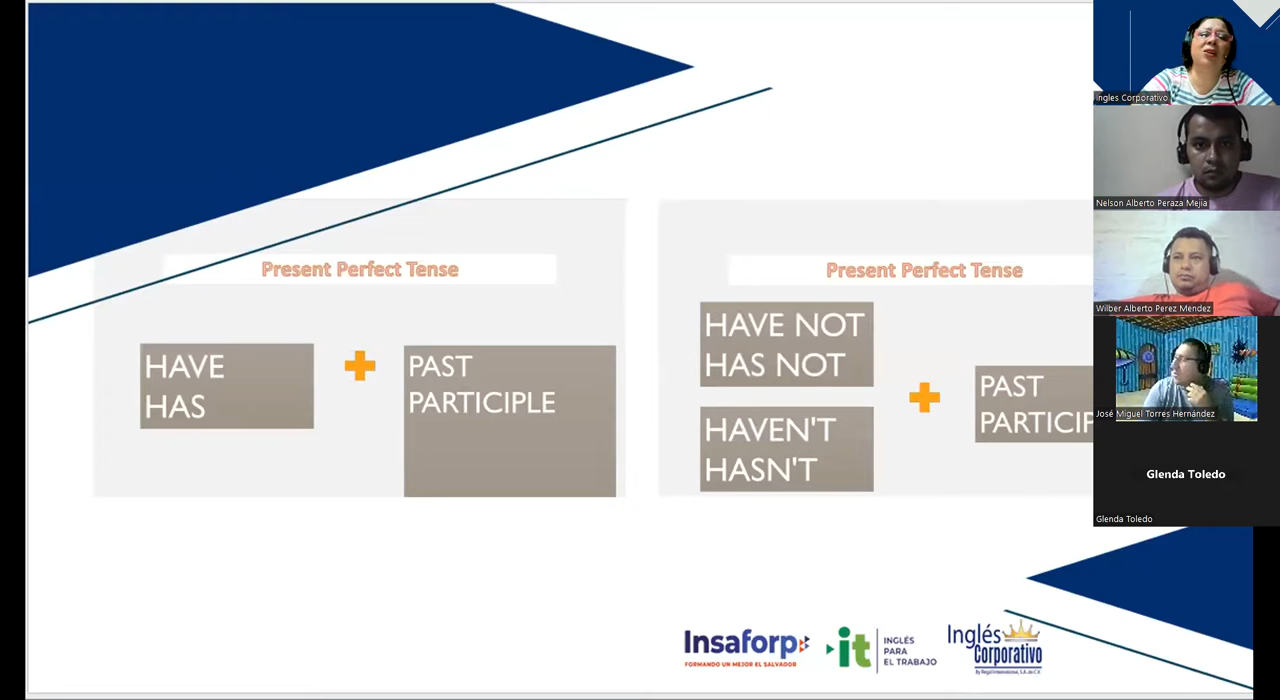 Present Perfect Tense
HAVE
HAS
PAST
PARTICIPLE
Present Perfect Tense
HAVE NOT
HAS NOT
HAVEN'T
HASN'T
PAST
PARTICIP
Insaforp
FORMANDO UN MEJOR EL SALVADOR
it
INGLÉS
PARA
EL TRABAJO
Inglés
Corporativo
Ingles Corporativo
Nelson Alberto Peraza Mejia
Wilber Alberto Perez Mendez
José Miguel Torres Hernández
Glenda Toledo
Glenda Toledo